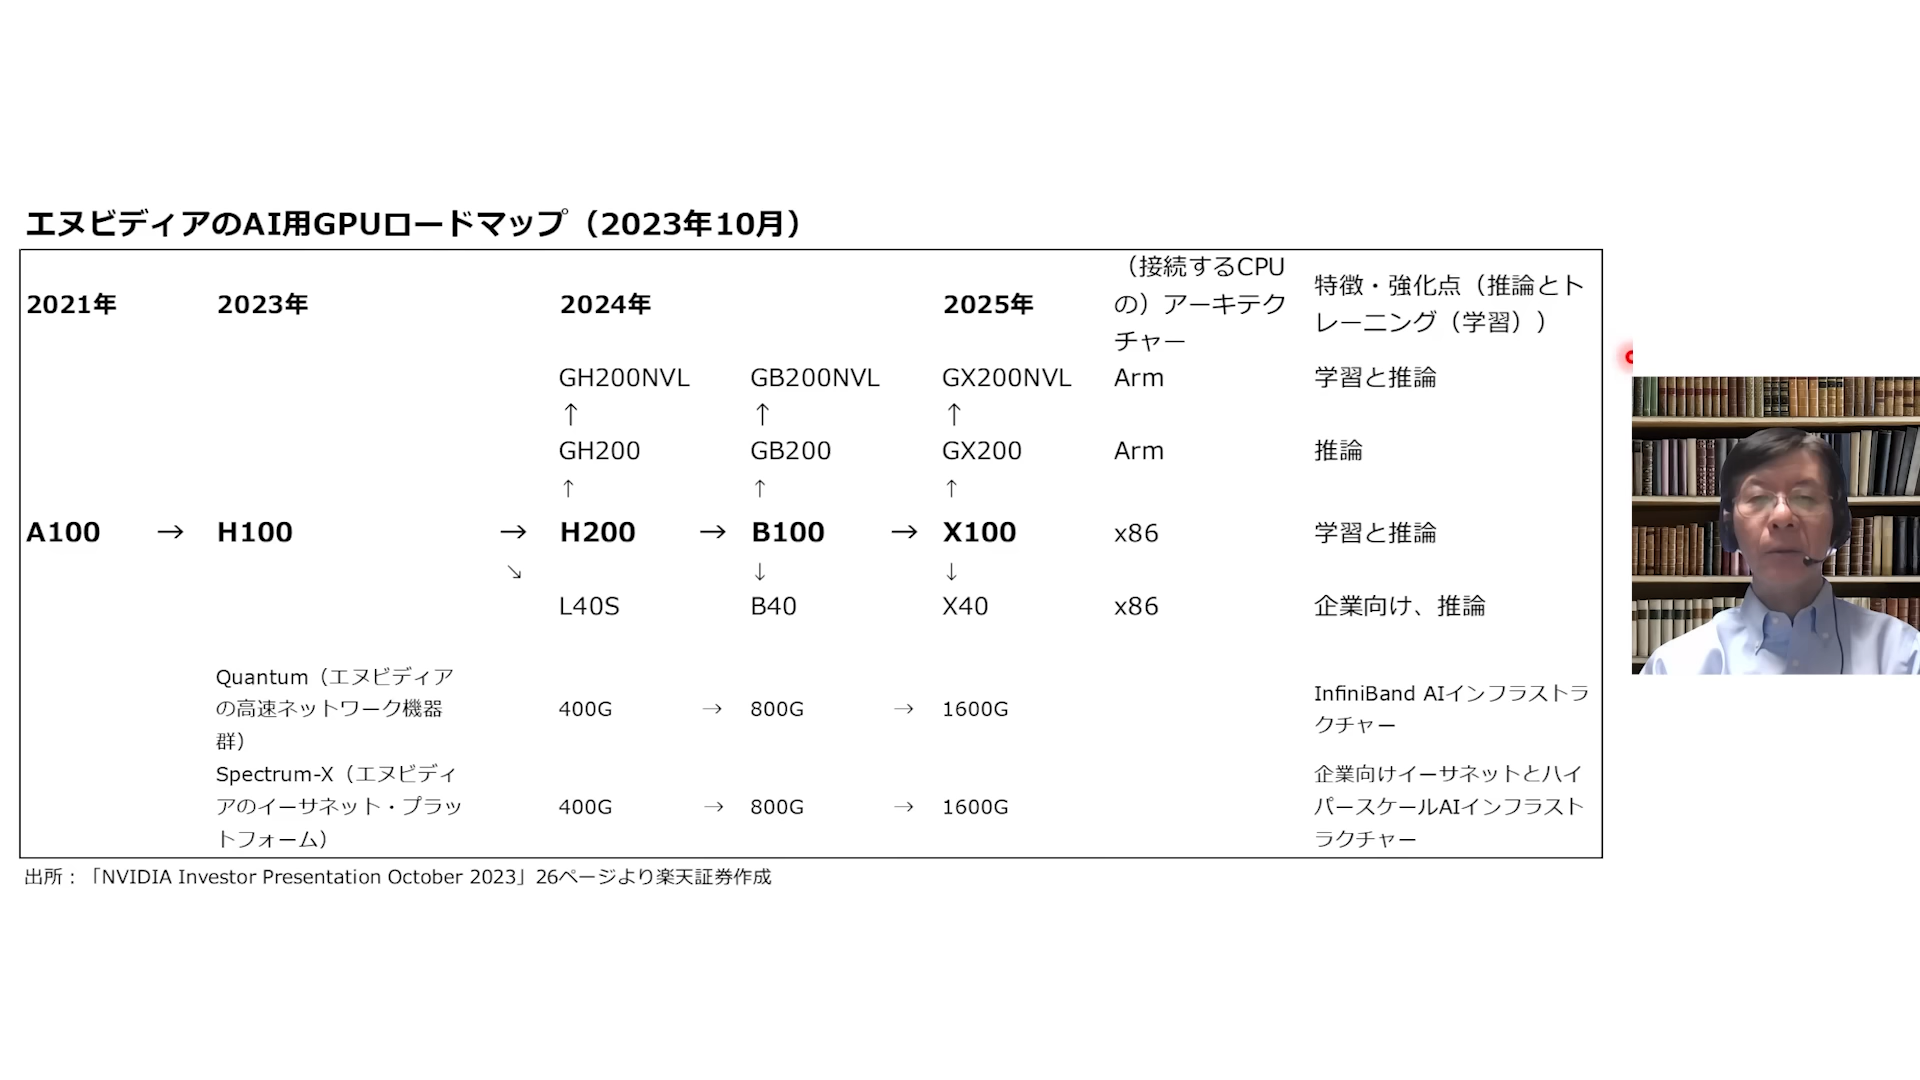 エヌビディアのAI用GPUロードマップ（2023年10月）
2021年 2023年 2024年 2025年 （接続するCPU
の）アーキテク
チャー 特徴・強化点（推論とト
レーニング（学習））
GH200NVL GB200NVL GX200NVL Arm 学習と推論
↑ ↑ ↑
GH200 GB200 GX200 Arm 推論
↑ ↑ ↑
A100 → H100 → H200 → B100 → X100 x86 学習と推論
↘ ↓ ↓
L40S B40 X40 x86 企業向け、推論
Quantum（エヌビディア
の高速ネットワーク機器
群） 400G → 800G → 1600G InfiniBand AIインフラストラ
クチャー
Spectrum-X（エヌビディ
アのイーサネット・プラッ
トフォーム） 400G → 800G → 1600G 企業向けイーサネットとハイ
パースケールAIインフラスト
ラクチャー
出所：「NVIDIA Investor Presentation October 2023」26ページより楽天証券作成